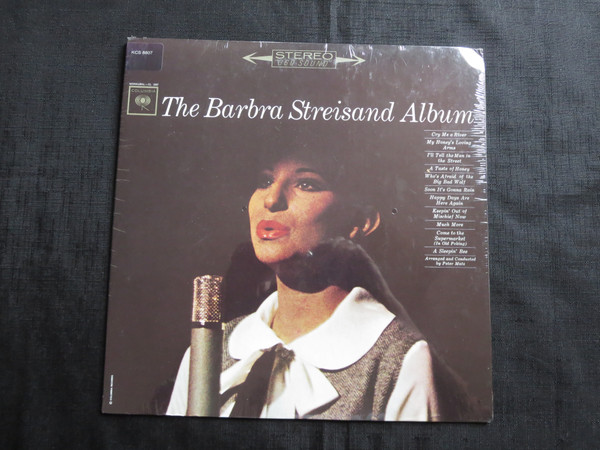 KCS 8807
STEREO
COLUMBIA
The Barbra Streisand Album
Cry Me a River
My Honey's Loving
Arms
I'll Tell the Man in
the Street
A Taste of Honey
Who's Afraid of the
Big Bad Wolf
Soon It's Gonna Rain
Happy Days Are
Here Again
Keepin' Out of
Mischief Now
Much More
Come to the
Supermarket
(In Old Peking)
A Sleepin' Bee
Arranged and Conducted
by Peter Matz